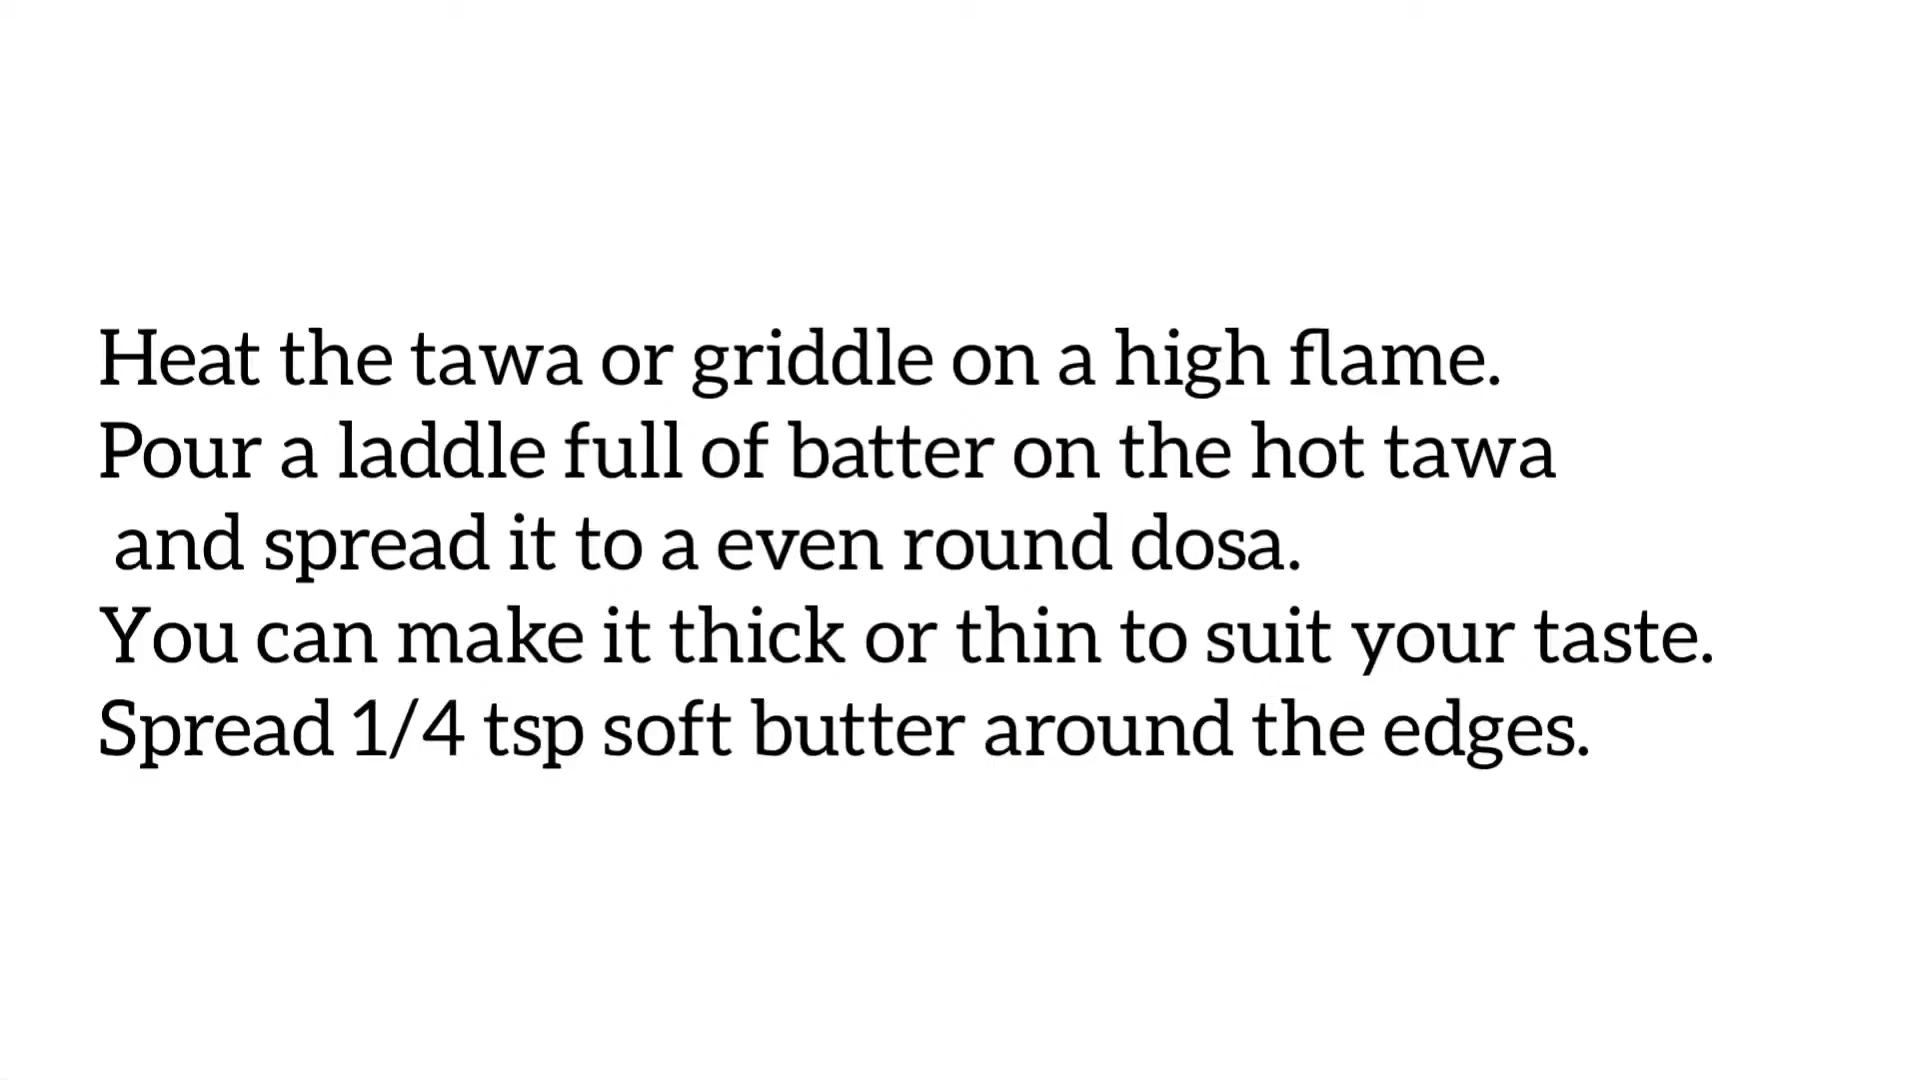 Heat the tawa or griddle on a high flame.
Pour a laddle full of batter on the hot tawa
and spread it to a even round dosa.
You can make it thick or thin to suit your taste.
Spread 1/4 tsp soft butter around the edges.